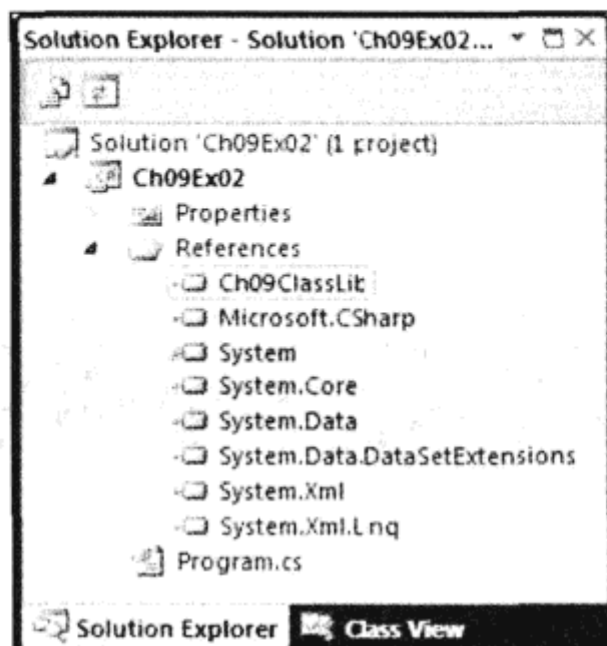 Solution Explorer - Solution 'Ch09Ex02...
Solution 'Ch09Ex02' (1 project)
Ch09Ex02
Properties
References
Ch09ClassLib
Microsoft.CSharp
System
System.Core
System.Data
System.Data.DataSetExtensions
System.Xml
System.Xml.Linq
Program.cs
Solution Explorer Class View